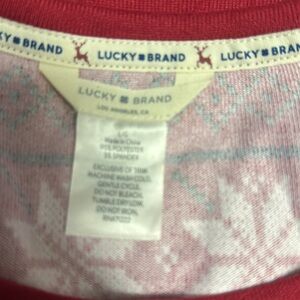 LUCKY BRAND LUCKY BRAND LUCKY BRAND
LUCKY BRAND
LOS ANGELES, CA
L/G
Made in China
95% POLYESTER
5% SPANDEX
EXCLUSIVE OF TRIM
MACHINE WASH COLD,
GENTLE CYCLE,
DO NOT BLEACH,
TUMBLE DRY LOW,
DO NOT IRON,